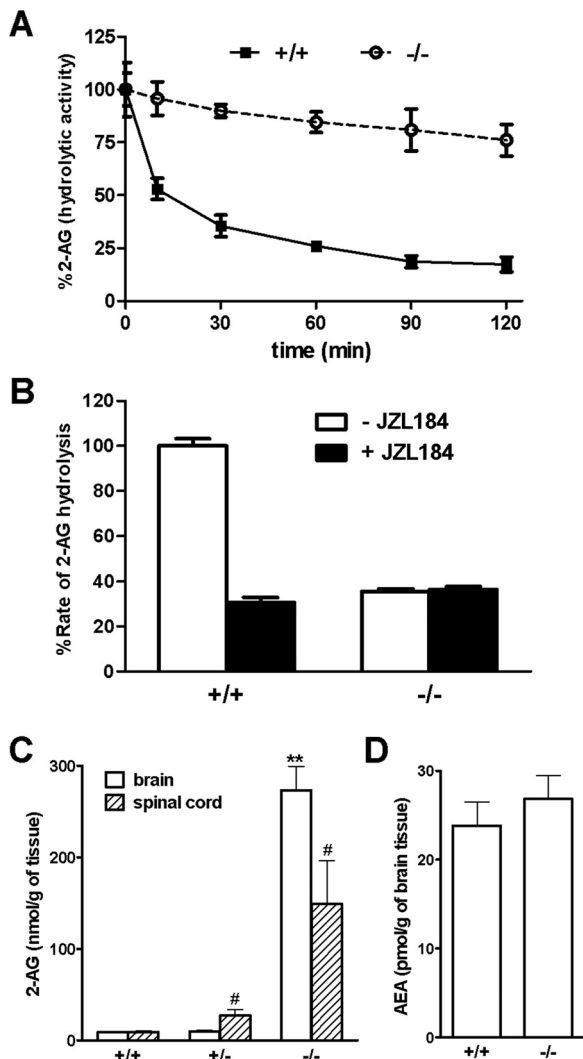 A
+/+ -/-
%2-AG (hydrolytic activity)
125
100
75
50
25
0
0 30 60 90 120
time (min)
B
%Rate of 2-AG hydrolysis
120
100
80
60
40
20
0
- JZL184
+ JZL184
+/+ -/-
C
2-AG (nmol/g of tissue)
300
200
100
0
brain
spinal cord
#
**
#
+/+ +/- -/-
D
AEA (pmol/g of brain tissue)
30
20
10
0
+/+ -/-